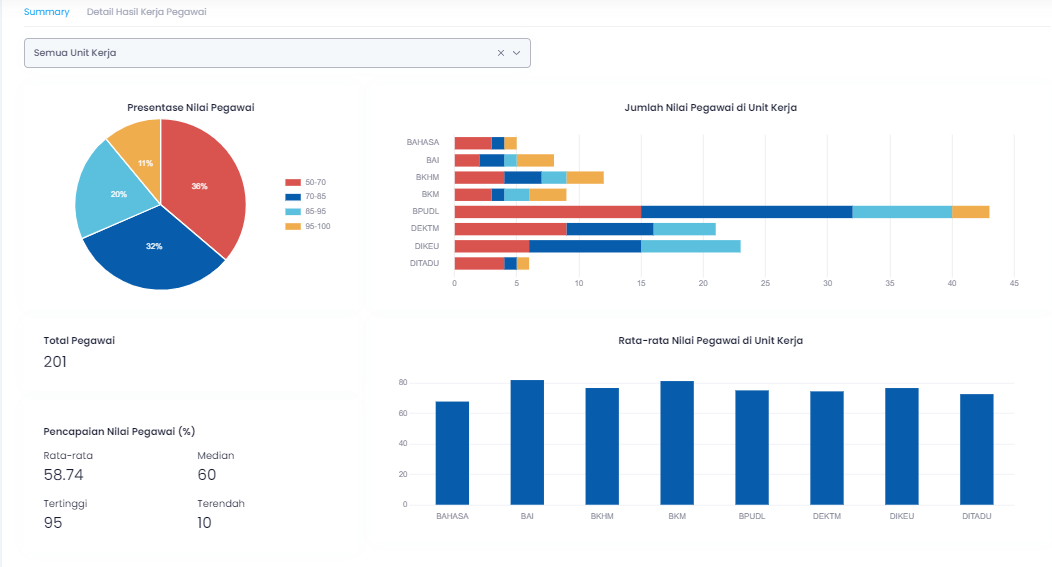 Summary Detail Hasil Kerja Pegawai
Semua Unit Kerja
Presentase Nilai Pegawai
11%
36%
20%
32%
50-70
70-85
85-95
95-100
Jumlah Nilai Pegawai di Unit Kerja
BAHASA
BAI
BKHM
BKM
BPUDL
DEKTM
DIKEU
DITADU
0 5 10 15 20 25 30 35 40 45
Total Pegawai
201
Pencapaian Nilai Pegawai (%)
Rata-rata Median
58.74 60
Tertinggi Terendah
95 10
Rata-rata Nilai Pegawai di Unit Kerja
80
60
40
20
0
BAHASA BAI BKHM BKM BPUDL DEKTM DIKEU DITADU